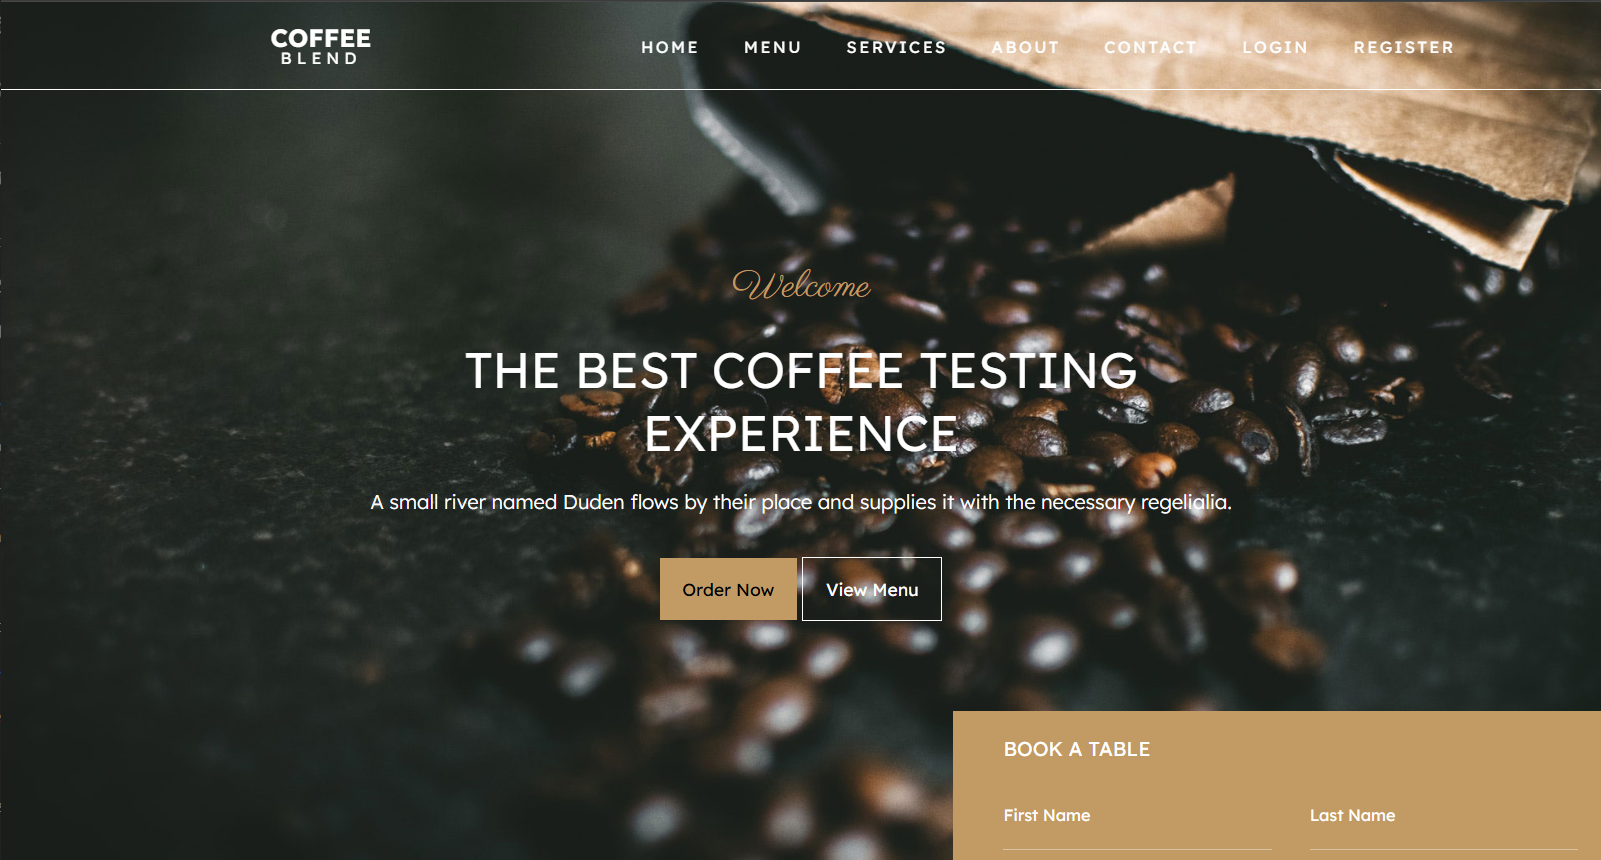 COFFEE
BLEND
HOME MENU SERVICES ABOUT CONTACT LOGIN REGISTER
Welcome
THE BEST COFFEE TESTING
EXPERIENCE
A small river named Duden flows by their place and supplies it with the necessary regelialia.
Order Now View Menu
BOOK A TABLE
First Name Last Name